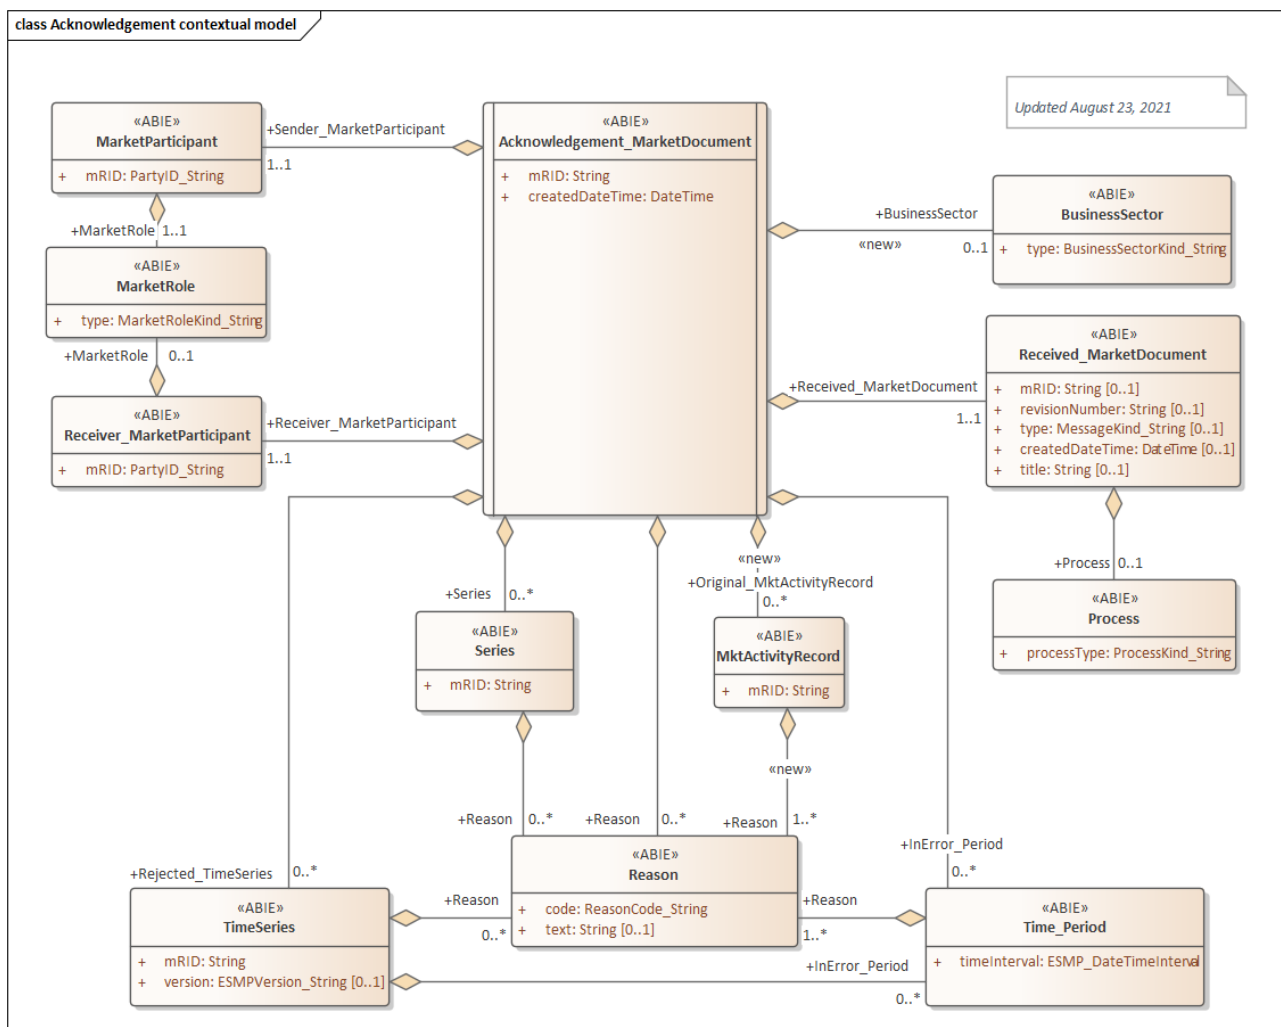 class Acknowledgement contextual model
Updated August 23, 2021
«ABIE»
MarketParticipant
+ mRID: PartyID_String
+Sender_MarketParticipant
1..1
«ABIE»
Acknowledgement_MarketDocument
+ mRID: String
+ createdDateTime: DateTime
+BusinessSector
«new»
0..1
«ABIE»
BusinessSector
+ type: BusinessSectorKind_String
+MarketRole 1..1
«ABIE»
MarketRole
+ type: MarketRoleKind_String
+MarketRole 0..1
«ABIE»
Receiver_MarketParticipant
+ mRID: PartyID_String
+Receiver_MarketParticipant
1..1
+Received_MarketDocument
1..1
«ABIE»
Received_MarketDocument
+ mRID: String [0..1]
+ revisionNumber: String [0..1]
+ type: MessageKind_String [0..1]
+ createdDateTime: DateTime [0..1]
+ title: String [0..1]
+Process 0..1
«ABIE»
Process
+ processType: ProcessKind_String
+Series 0..*
«ABIE»
Series
+ mRID: String
«new»
+Original_MktActivityRecord
0..*
«ABIE»
MktActivityRecord
+ mRID: String
«new»
+Reason 0..*
+Reason 0..*
+Reason 1..*
«ABIE»
Reason
+ code: ReasonCode_String
+ text: String [0..1]
+Rejected_TimeSeries 0..*
«ABIE»
TimeSeries
+ mRID: String
+ version: ESMPVersion_String [0..1]
+Reason
0..*
+Reason
1..*
+InError_Period
0..*
«ABIE»
Time_Period
+ timeInterval: ESMP_DateTimeInterval
+InError_Period
0..*